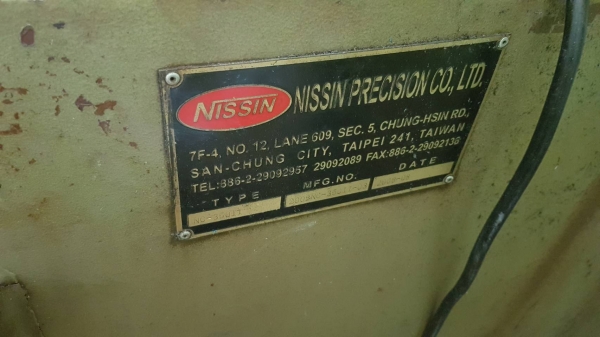 NISSIN NISSIN PRECISION CO., LTD.
7F-4, NO. 12, LANE 609, SEC. 5, CHUNG-HSIN RD.,
SAN-CHUNG CITY, TAIPEI 241, TAIWAN
TEL:886-2-29092957 29092089 FAX:886-2-29092136
TYPE MFG.NO. DATE